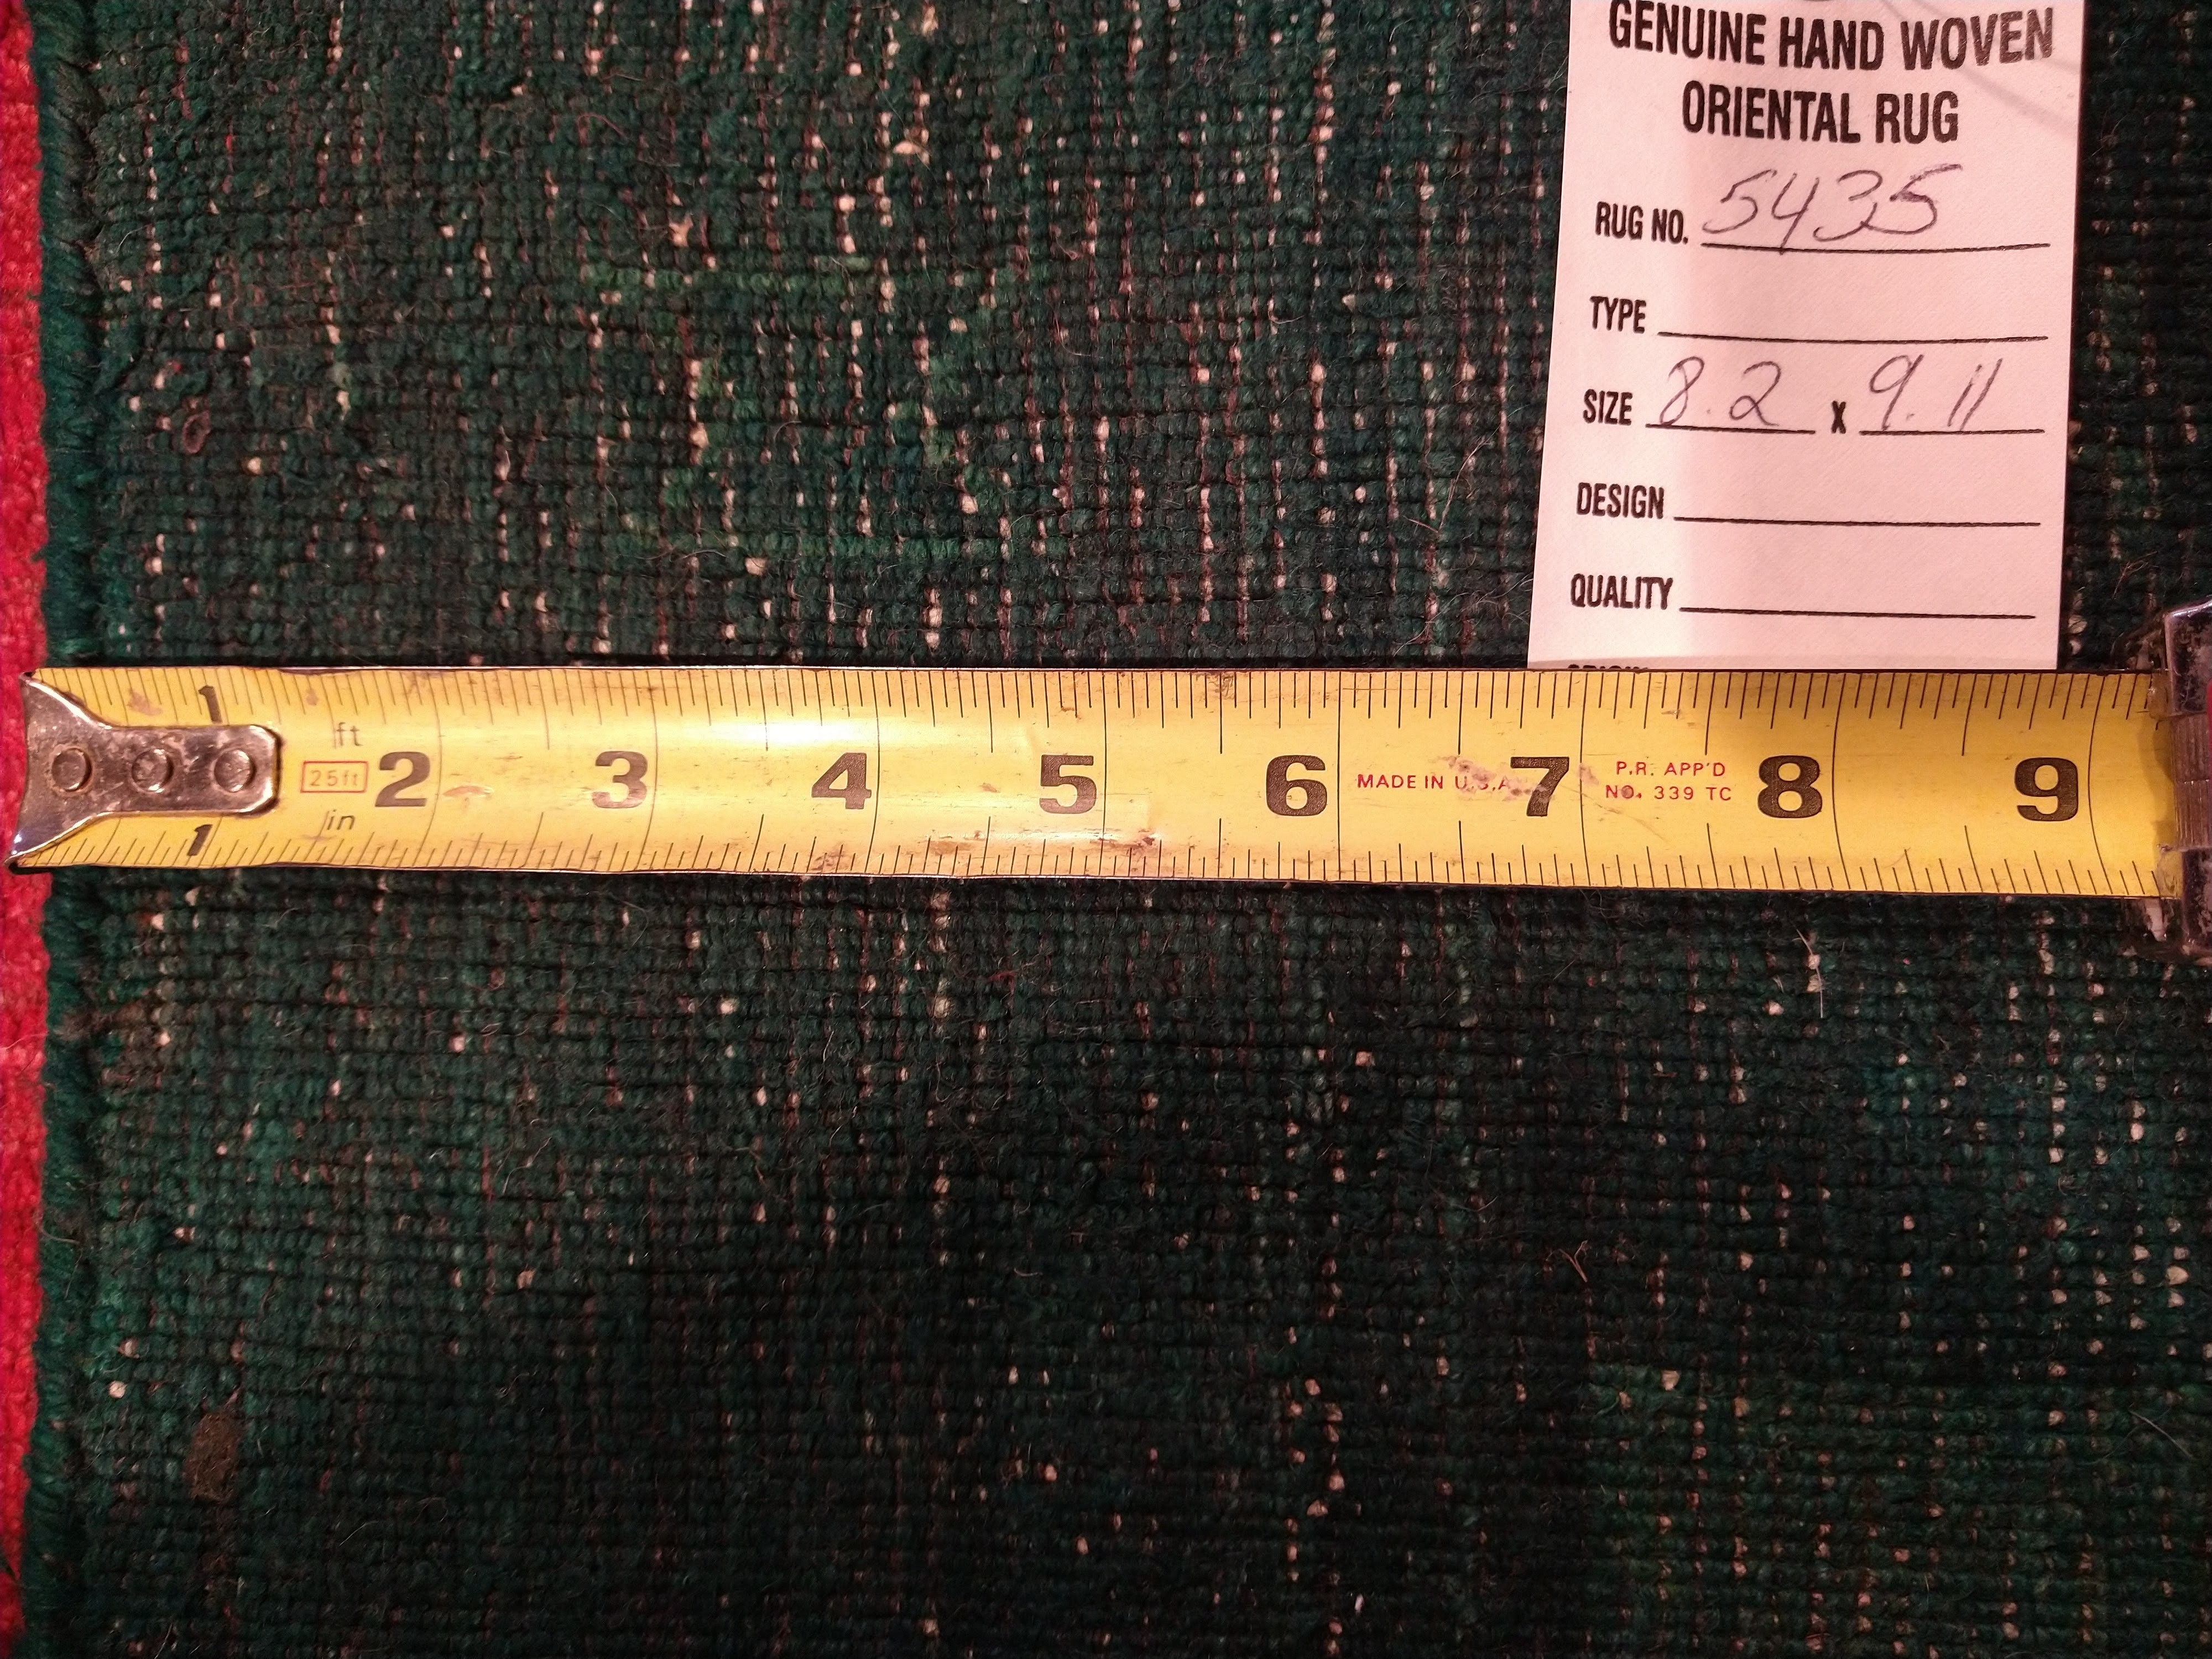 GENUINE HAND WOVEN
ORIENTAL RUG
RUG NO. 5435
TYPE
SIZE 8.2 x 9.11
DESIGN
QUALITY
1
ft
25ft 2 3 4 5 6 MADE IN U.S.A 7 P.R. APP'D 8 9
NO. 339 TC
in
1